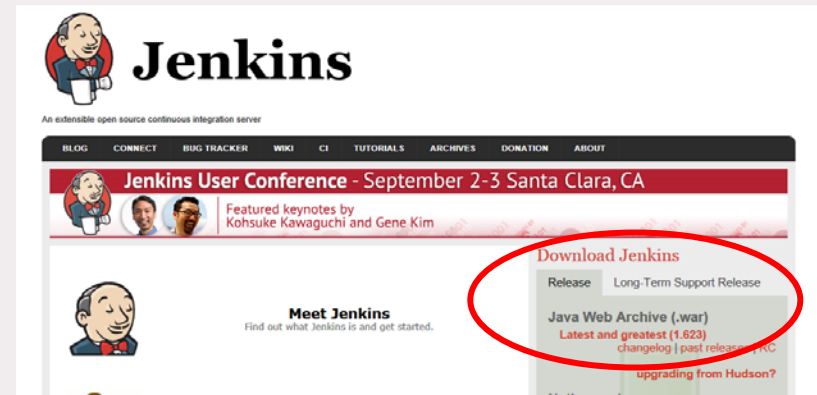 Jenkins
An extensible open source continuous integration server
BLOG CONNECT BUG TRACKER WIKI CI TUTORIALS ARCHIVES DONATION ABOUT
Jenkins User Conference - September 2-3 Santa Clara, CA
Featured keynotes by
Kohsuke Kawaguchi and Gene Kim
Meet Jenkins
Find out what Jenkins is and get started.
Download Jenkins
Release Long-Term Support Release
Java Web Archive (.war)
Latest and greatest (1.623)
changelog | past releases | RC
upgrading from Hudson?